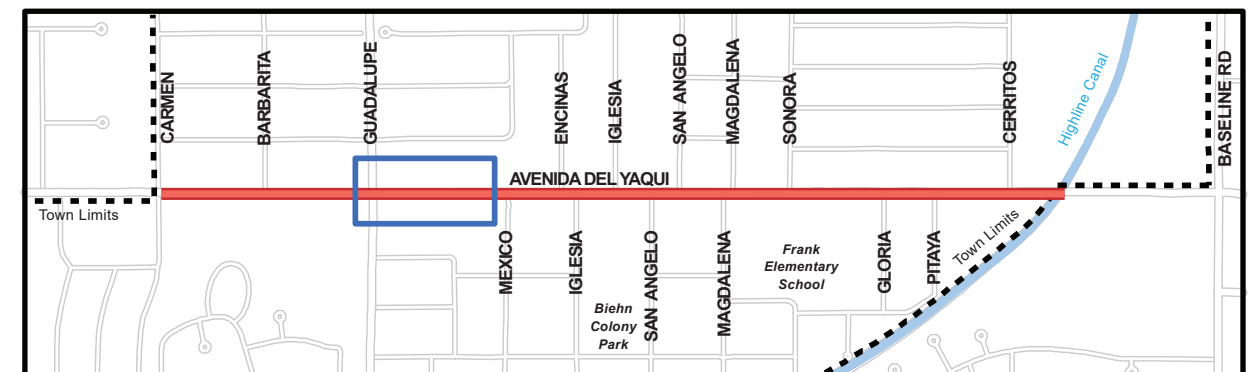 CARMEN
BARBARITA
GUADALUPE
ENCINAS
IGLESIA
SAN ANGELO
MAGDALENA
SONORA
CERRITOS
Highline Canal
BASELINE RD
AVENIDA DEL YAQUI
Town Limits
MEXICO
IGLESIA
Biehn
Colony
Park
SAN ANGELO
MAGDALENA
Frank
Elementary
School
GLORIA
PITAYA
Town Limits